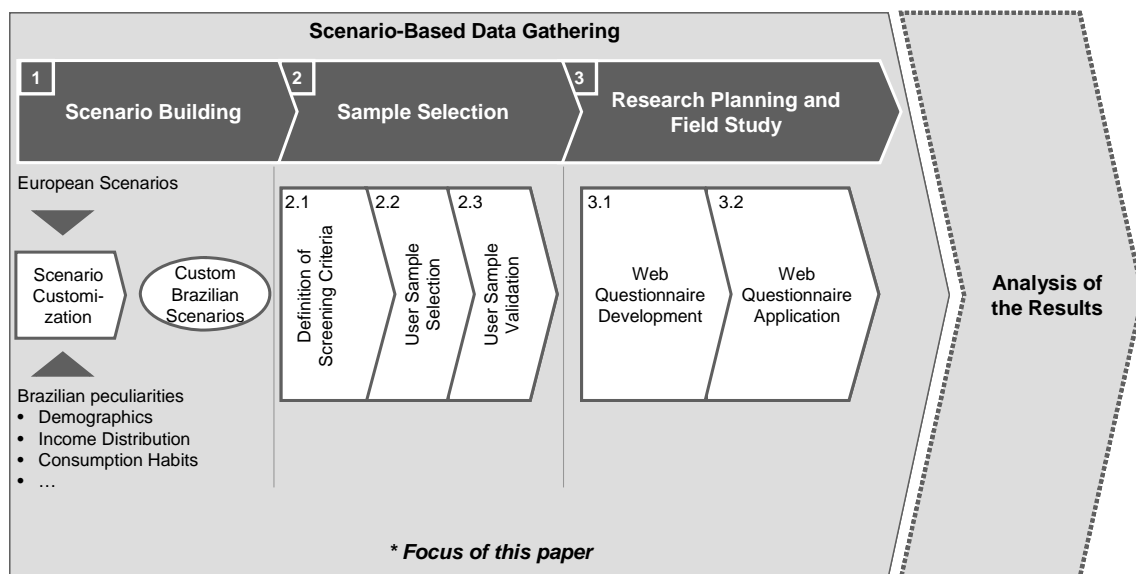 Scenario-Based Data Gathering
1
Scenario Building
2
Sample Selection
3
Research Planning and
Field Study
European Scenarios
Scenario
Customi-
zation
Custom
Brazilian
Scenarios
Brazilian peculiarities
• Demographics
• Income Distribution
• Consumption Habits
• …
2.1
Definition of
Screening Criteria
2.2
User Sample
Selection
2.3
User Sample
Validation
3.1
Web
Questionnaire
Development
3.2
Web
Questionnaire
Application
* Focus of this paper
Analysis of
the Results